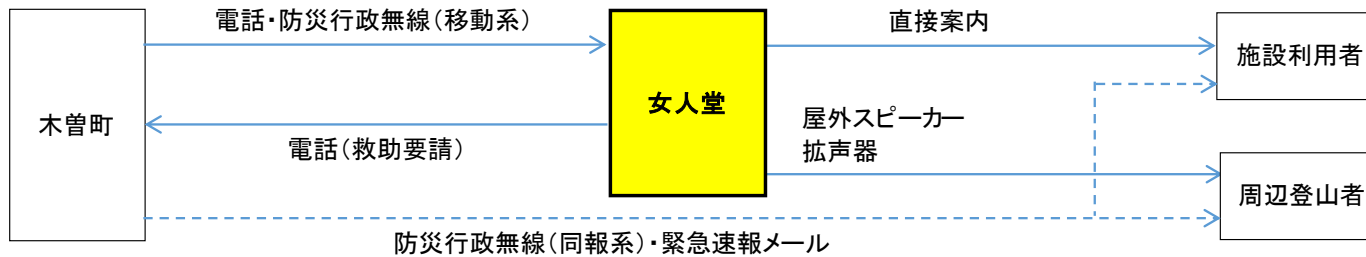 電話・防災行政無線(移動系)
直接案内
施設利用者
木曽町
女人堂
電話(救助要請)
屋外スピーカー
拡声器
周辺登山者
防災行政無線(同報系)・緊急速報メール